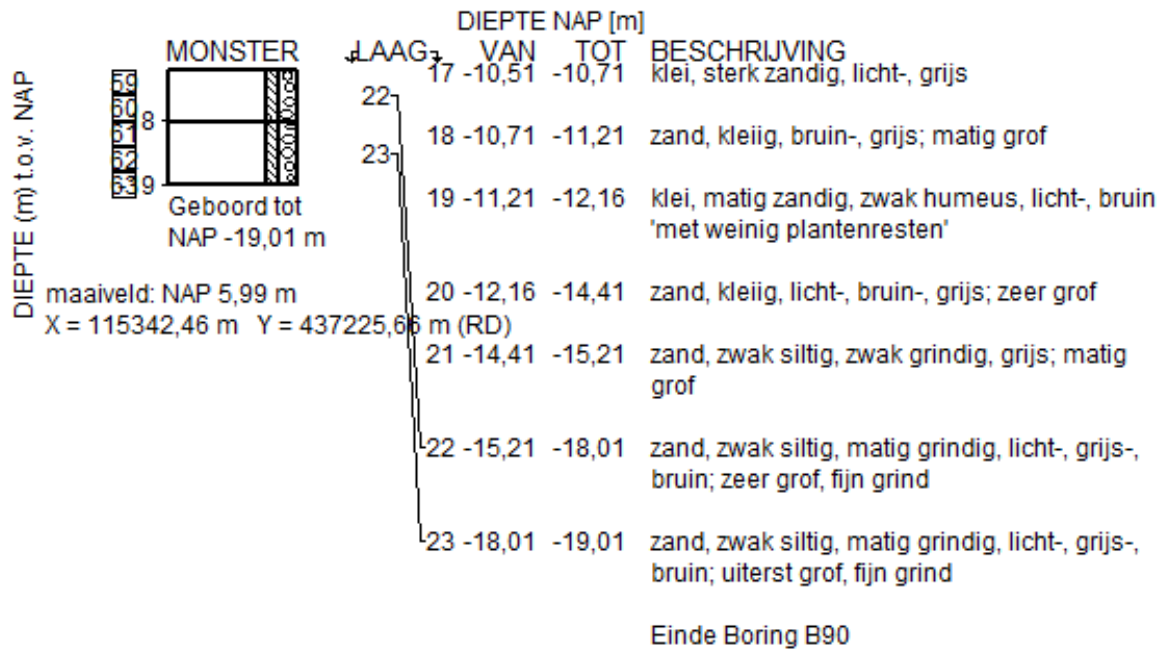 DIEPTE NAP [m]
MONSTER LAAG VAN TOT BESCHRIJVING
DIEPTE (m) t.o.v. NAP
59
60
61
62
63
8
-19
22
23
Geboord tot
NAP -19,01 m
maaiveld: NAP 5,99 m
X = 115342,46 m Y = 437225,66 m (RD)
17 -10,51 -10,71 klei, sterk zandig, licht-, grijs
18 -10,71 -11,21 zand, kleiig, bruin-, grijs; matig grof
19 -11,21 -12,16 klei, matig zandig, zwak humeus, licht-, bruin
'met weinig plantenresten'
20 -12,16 -14,41 zand, kleiig, licht-, bruin-, grijs; zeer grof
21 -14,41 -15,21 zand, zwak siltig, zwak grindig, grijs; matig
grof
22 -15,21 -18,01 zand, zwak siltig, matig grindig, licht-, grijs-,
bruin; zeer grof, fijn grind
23 -18,01 -19,01 zand, zwak siltig, matig grindig, licht-, grijs-,
bruin; uiterst grof, fijn grind
Einde Boring B90